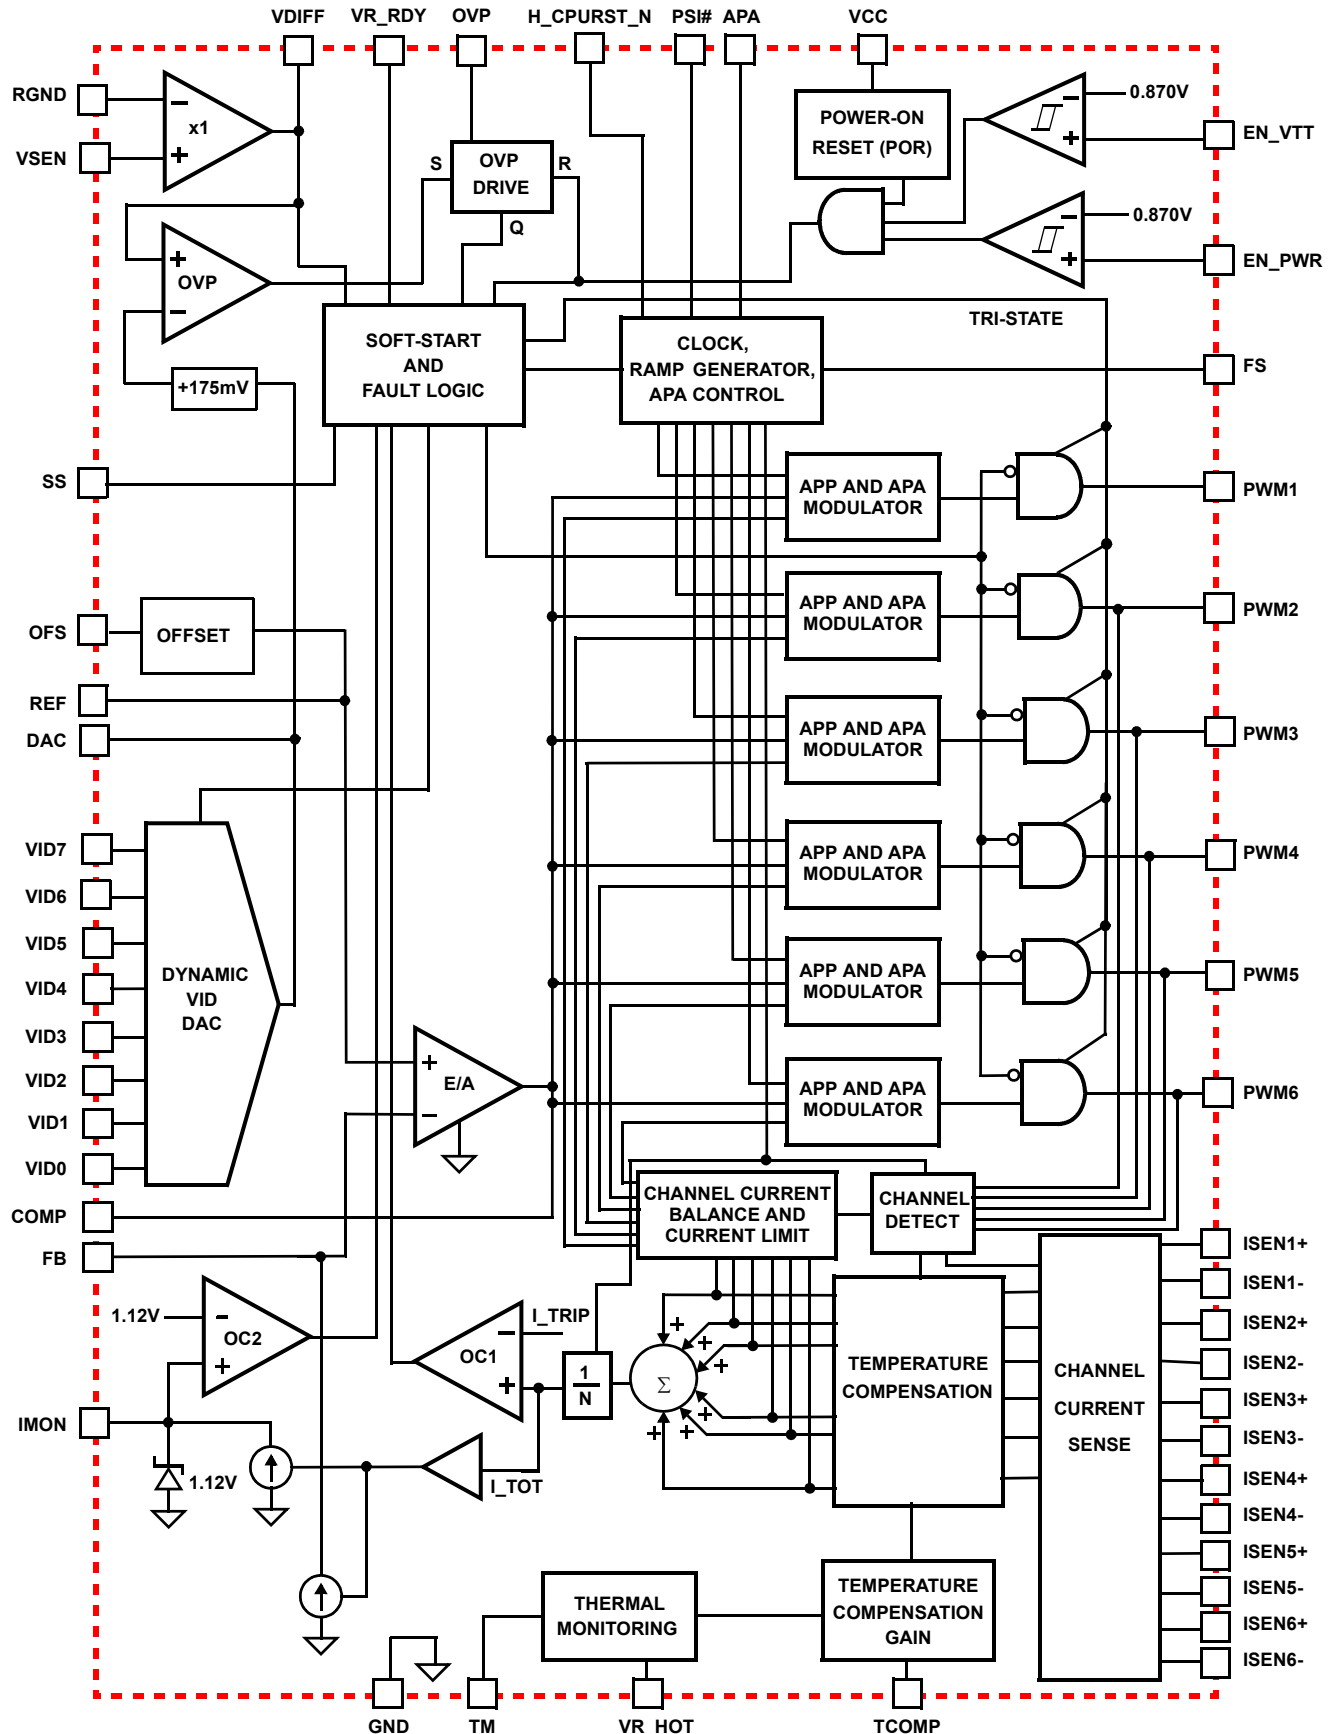 VDIFF
VR_RDY
OVP
H_CPURST_N
PSI#
APA
VCC
RGND
VSEN
−
x1
+
S
OVP
DRIVE
R
Q
POWER-ON
RESET (POR)
−
+
0.870V
EN_VTT
−
+
0.870V
EN_PWR
+
OVP
−
+175mV
SOFT-START
AND
FAULT LOGIC
CLOCK,
RAMP GENERATOR,
APA CONTROL
TRI-STATE
FS
SS
APP AND APA
MODULATOR
PWM1
OFS
OFFSET
APP AND APA
MODULATOR
PWM2
REF
DAC
APP AND APA
MODULATOR
PWM3
VID7
VID6
VID5
VID4
VID3
VID2
VID1
VID0
DYNAMIC
VID
DAC
APP AND APA
MODULATOR
PWM4
APP AND APA
MODULATOR
PWM5
+
E/A
−
APP AND APA
MODULATOR
PWM6
COMP
FB
CHANNEL CURRENT
BALANCE AND
CURRENT LIMIT
CHANNEL
DETECT
1.12V
−
OC2
+
I_TRIP
−
OC1
+
1
N
Σ
+
+
+
+
+
+
TEMPERATURE
COMPENSATION
CHANNEL
CURRENT
SENSE
ISEN1+
ISEN1-
ISEN2+
ISEN2-
ISEN3+
ISEN3-
ISEN4+
ISEN4-
ISEN5+
ISEN5-
ISEN6+
ISEN6-
IMON
1.12V
I_TOT
THERMAL
MONITORING
TEMPERATURE
COMPENSATION
GAIN
GND
TM
VR_HOT
TCOMP